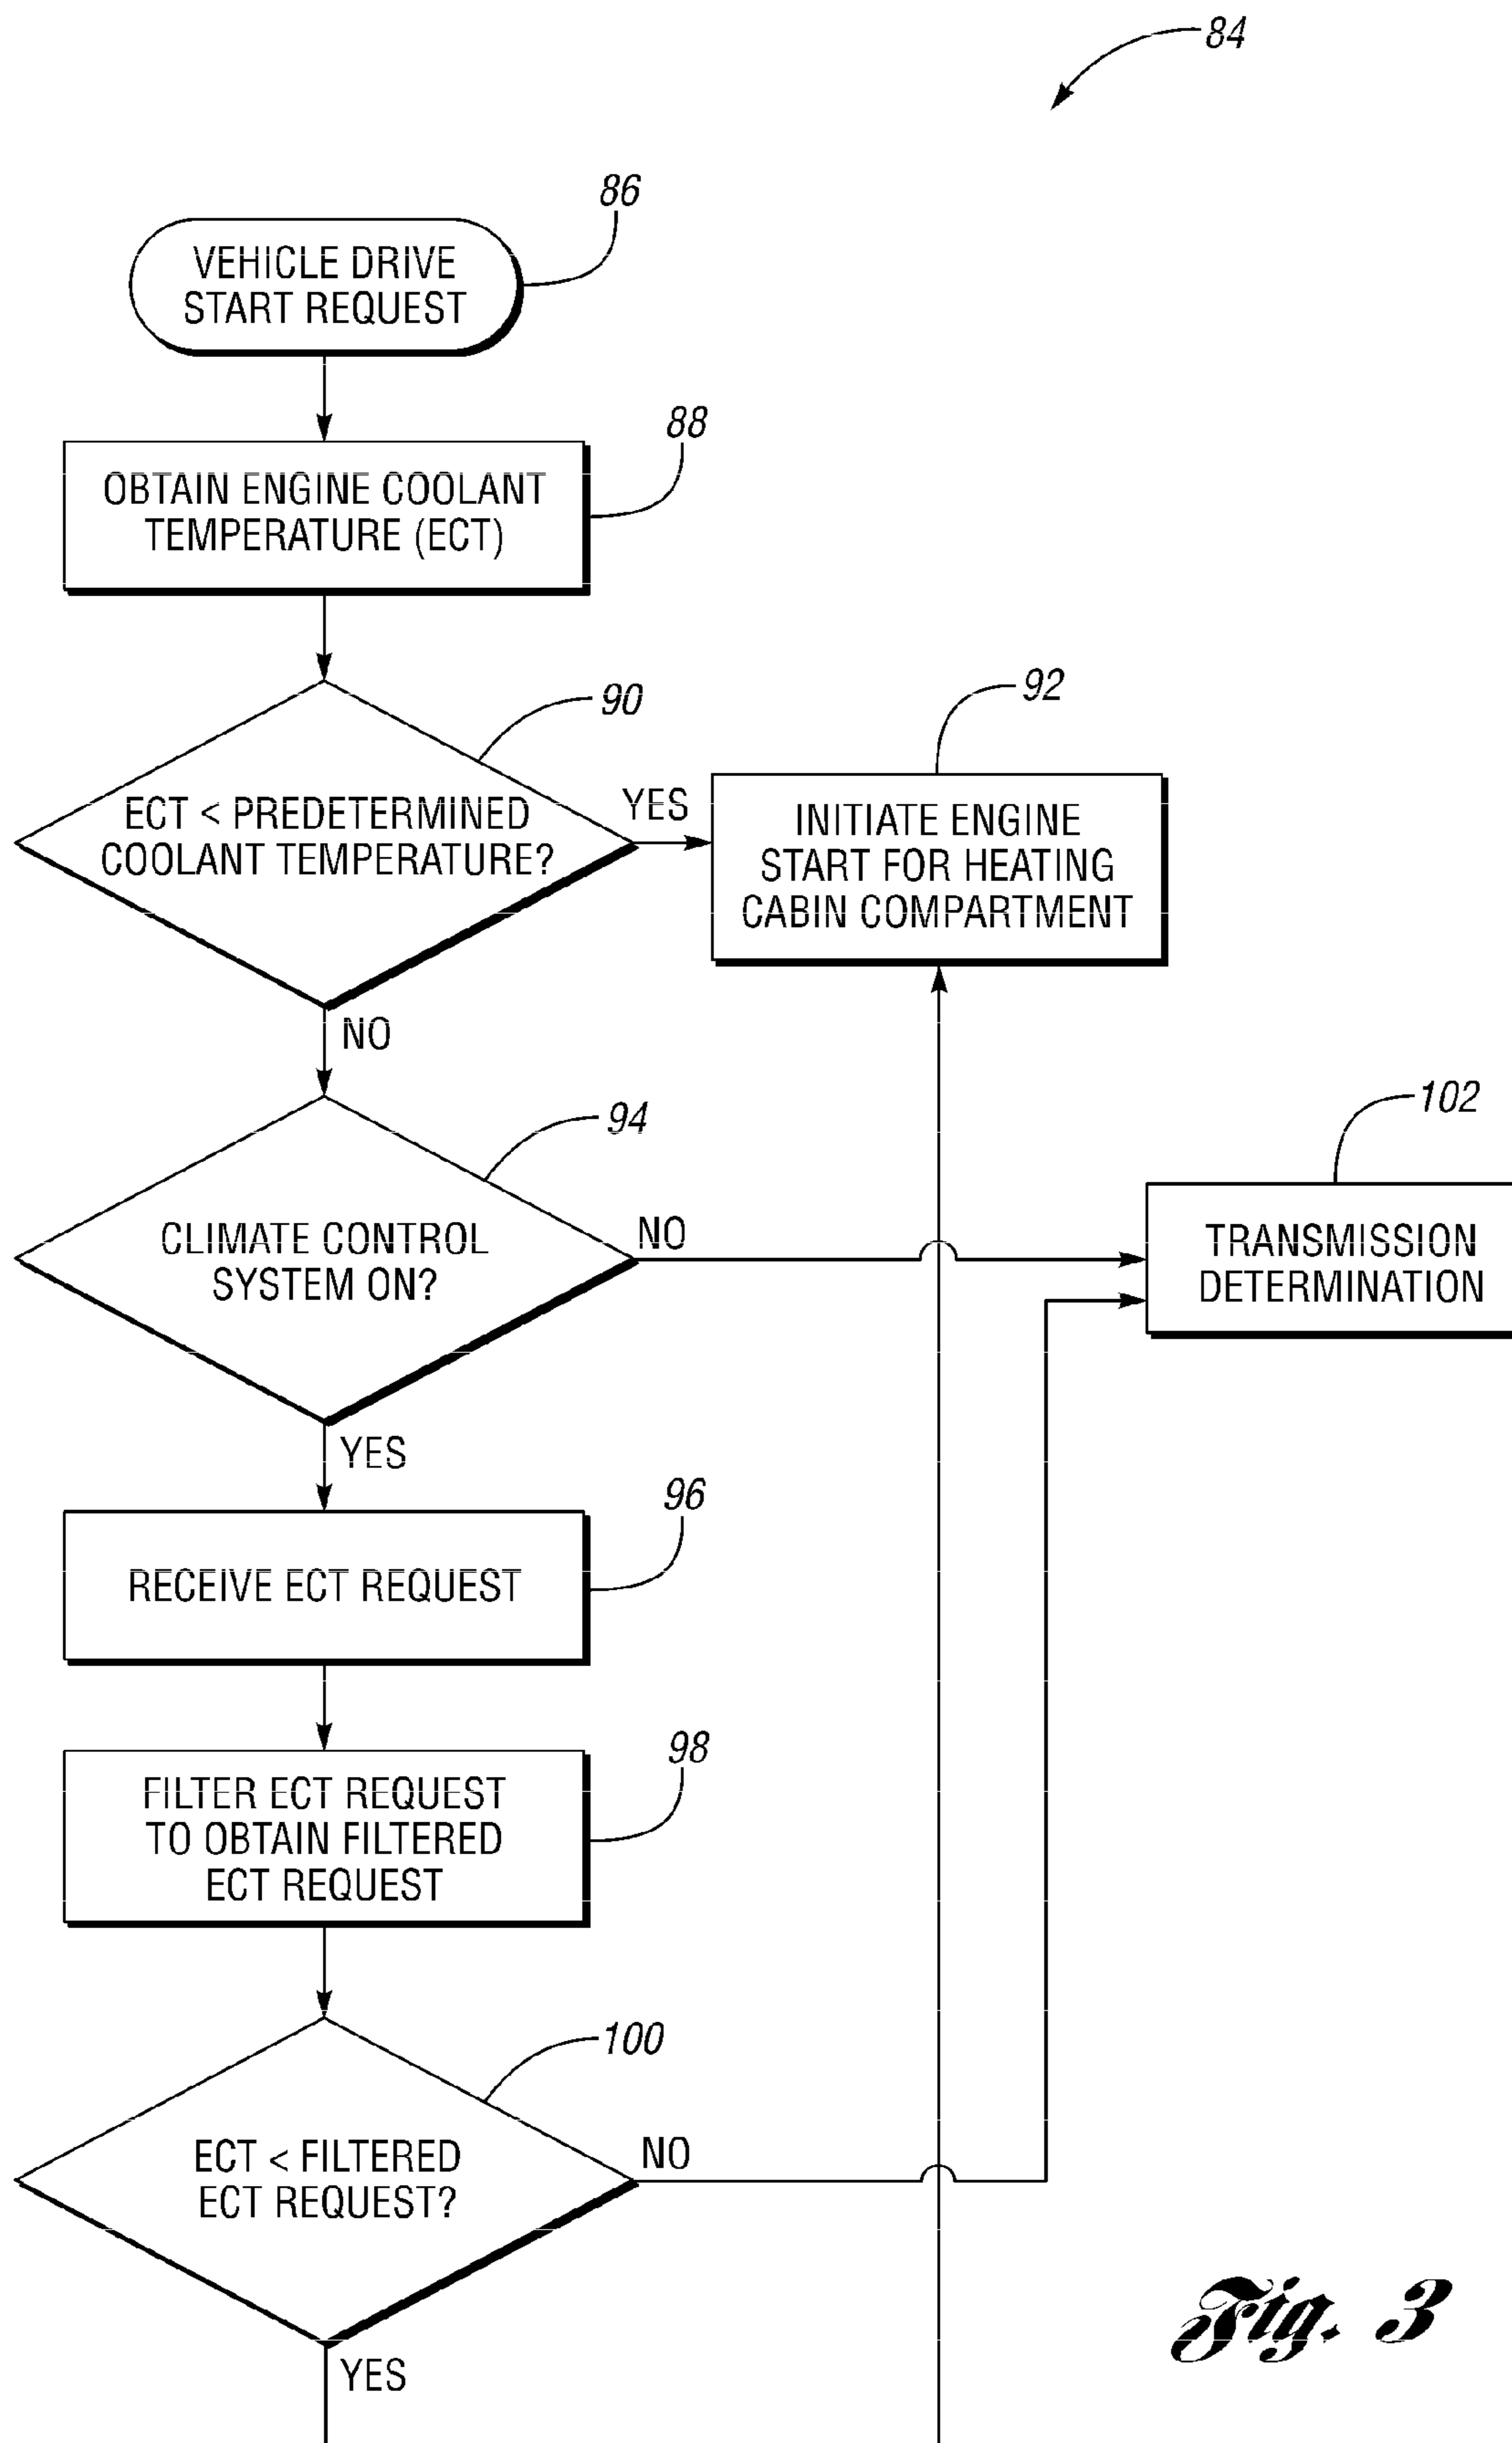 84
86
VEHICLE DRIVE
START REQUEST
88
OBTAIN ENGINE COOLANT
TEMPERATURE (ECT)
90
92
ECT < PREDETERMINED
COOLANT TEMPERATURE?
YES
INITIATE ENGINE
START FOR HEATING
CABIN COMPARTMENT
NO
94
102
CLIMATE CONTROL
SYSTEM ON?
NO
TRANSMISSION
DETERMINATION
YES
96
RECEIVE ECT REQUEST
98
FILTER ECT REQUEST
TO OBTAIN FILTERED
ECT REQUEST
100
ECT < FILTERED
ECT REQUEST?
NO
YES
Fig. 3